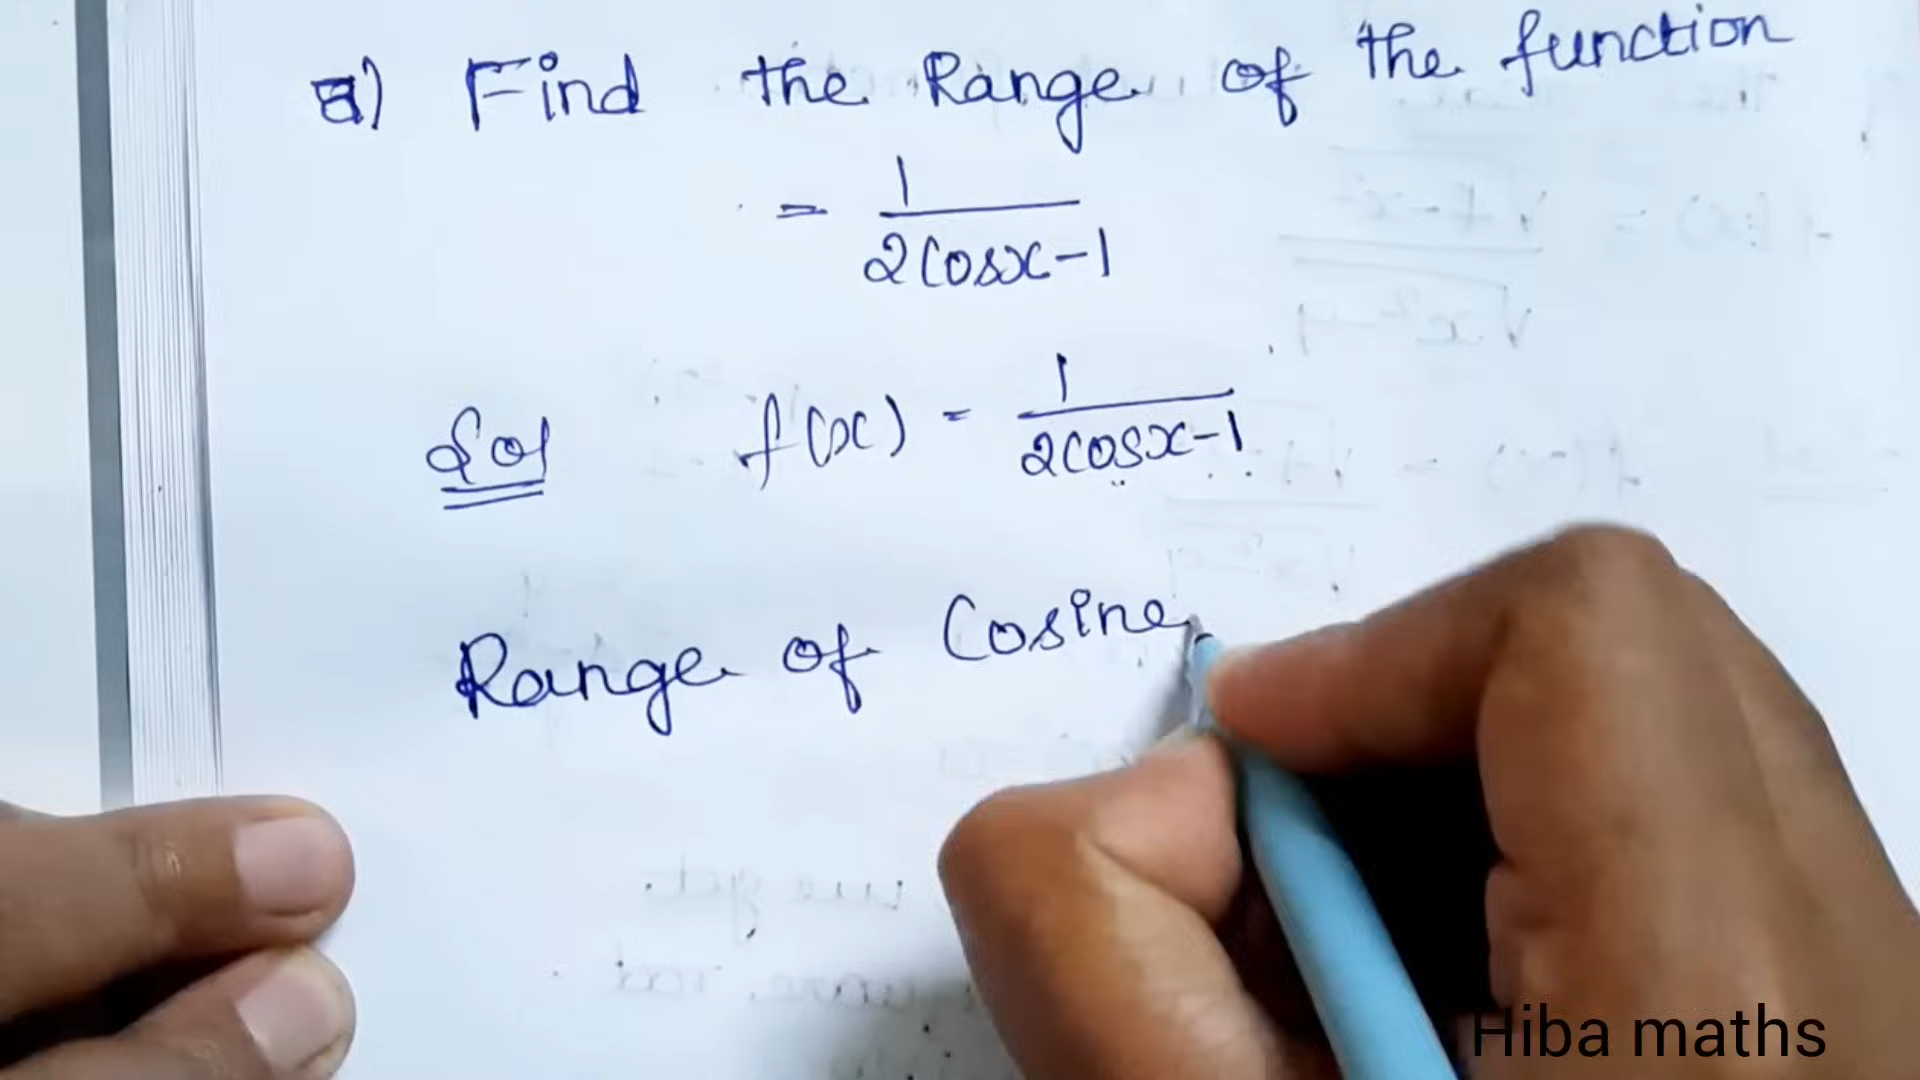 8) Find the Range of the function
= 1/(2cosx-1)
Sol f(x) = 1/(2cosx-1)
Range of Cosine
Hiba maths